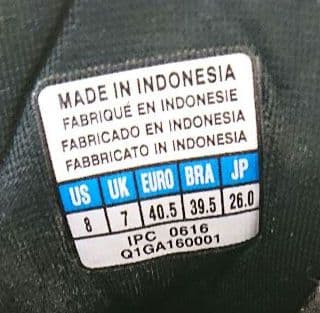 MADE IN INDONESIA
FABRIQUÉ EN INDONESIE
FABRICADO EN INDONESIA
FABBRICATO IN INDONESIA
US UK EURO BRA JP
8 7 40.5 39.5 26.0
IPC 0616
Q1GA160001